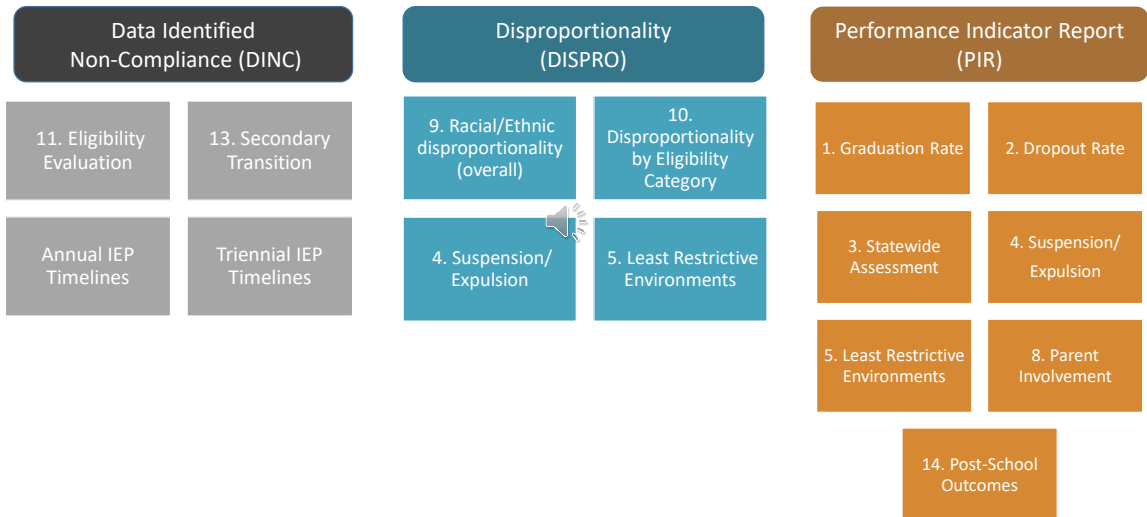 Data Identified
Non-Compliance (DINC)
11. Eligibility
Evaluation
13. Secondary
Transition
Annual IEP
Timelines
Triennial IEP
Timelines
Disproportionality
(DISPRO)
9. Racial/Ethnic
disproportionality
(overall)
10.
Disproportionality
by Eligibility
Category
4. Suspension/
Expulsion
5. Least Restrictive
Environments
Performance Indicator Report
(PIR)
1. Graduation Rate
2. Dropout Rate
3. Statewide
Assessment
4. Suspension/
Expulsion
5. Least Restrictive
Environments
8. Parent
Involvement
14. Post-School
Outcomes